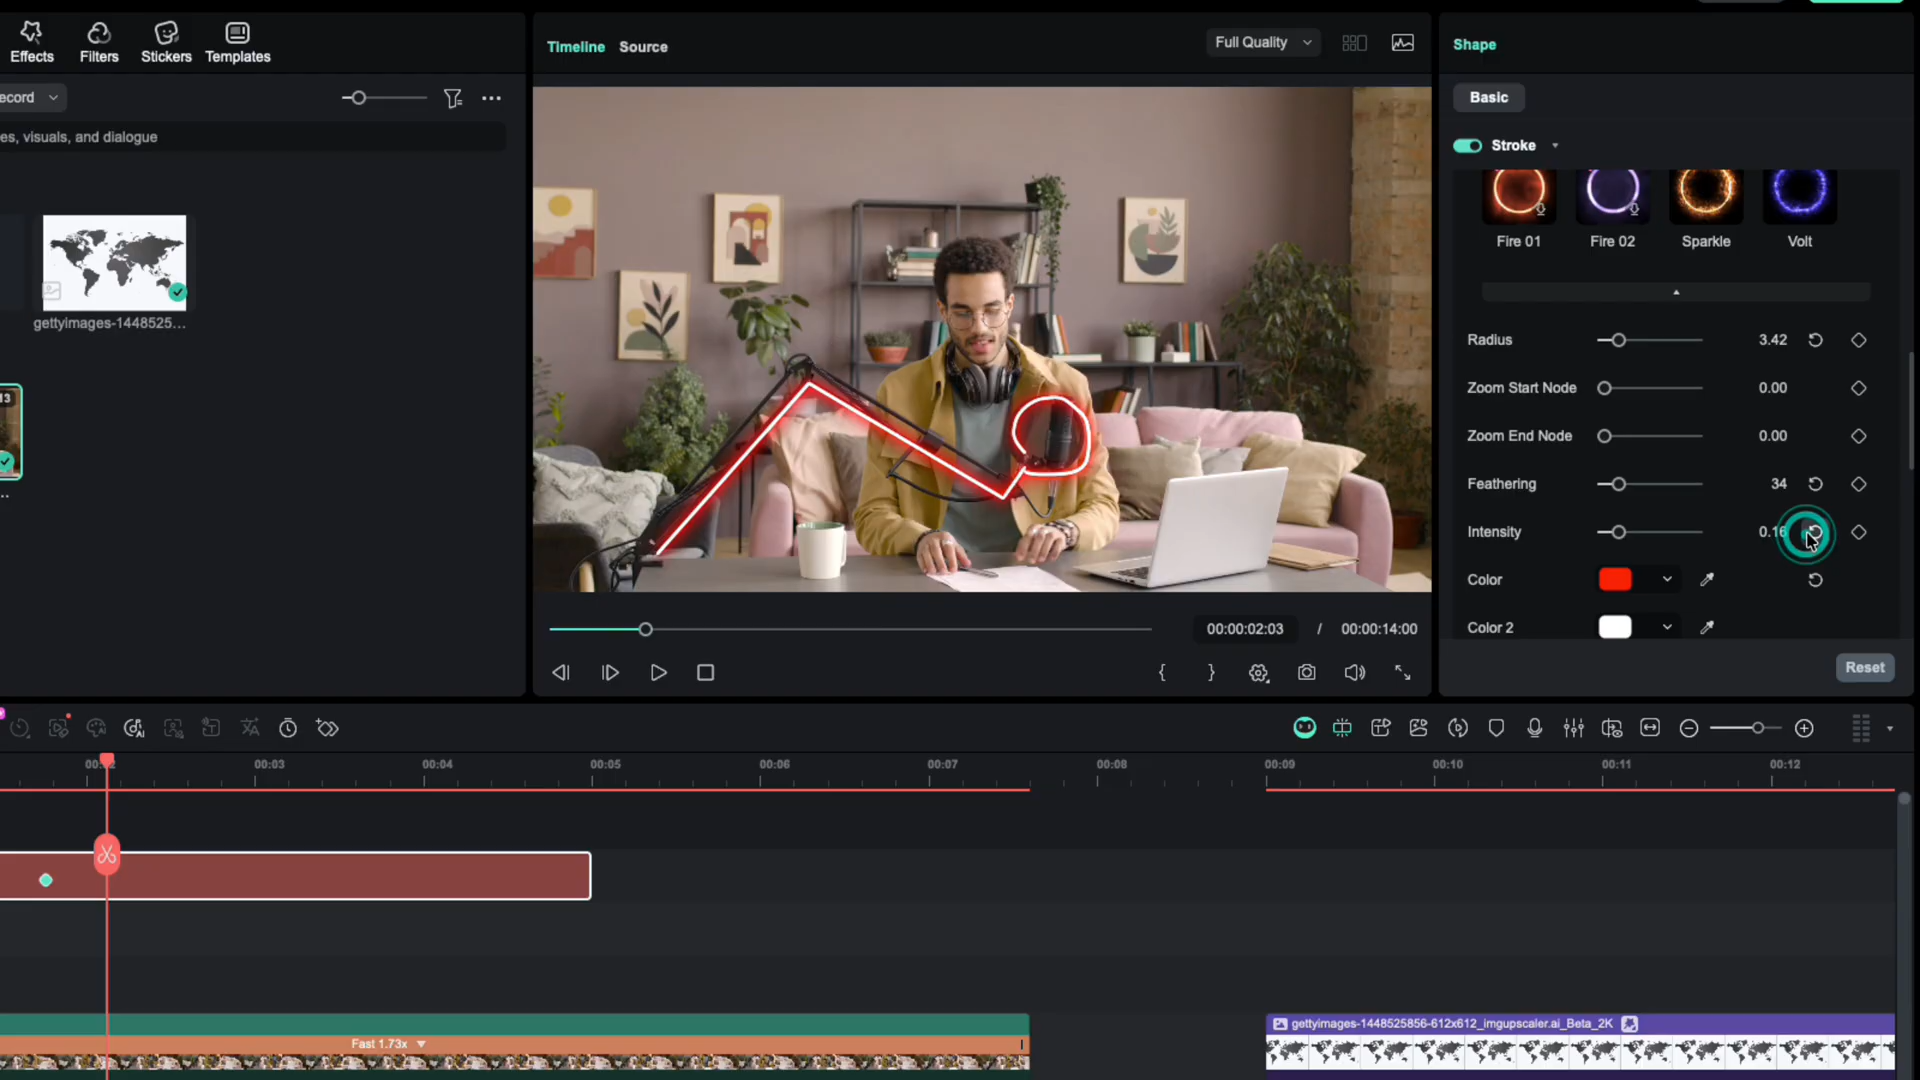 Effects
Filters
Stickers
Templates
ecord
es, visuals, and dialogue
gettyimages-1448525...
13
Timeline
Source
Full Quality
00:00:02:03 / 00:00:14:00
Shape
Basic
Stroke
Fire 01
Fire 02
Sparkle
Volt
Radius 3.42
Zoom Start Node 0.00
Zoom End Node 0.00
Feathering 34
Intensity 0.16
Color
Color 2
Reset
00:03 00:04 00:05 00:06 00:07 00:08 00:09 00:10 00:11 00:12
gettyimages-1448525856-612x612_imgupscaler.ai_Beta_2K
Fast 1.73x